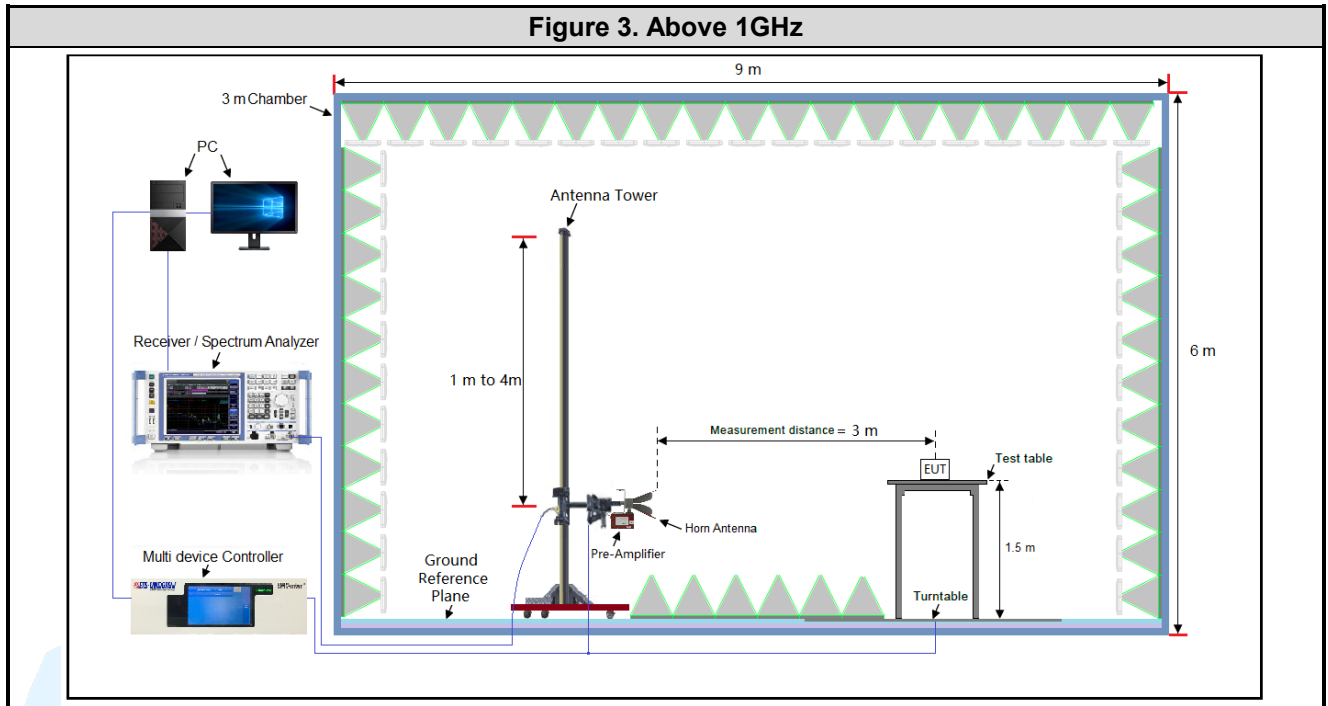 Figure 3. Above 1GHz
9 m
3 m Chamber
PC
Antenna Tower
Receiver / Spectrum Analyzer
6 m
1 m to 4m
Measurement distance = 3 m
EUT
Test table
Horn Antenna
Pre-Amplifier
1.5 m
Multi device Controller
Ground
Reference
Plane
Turntable